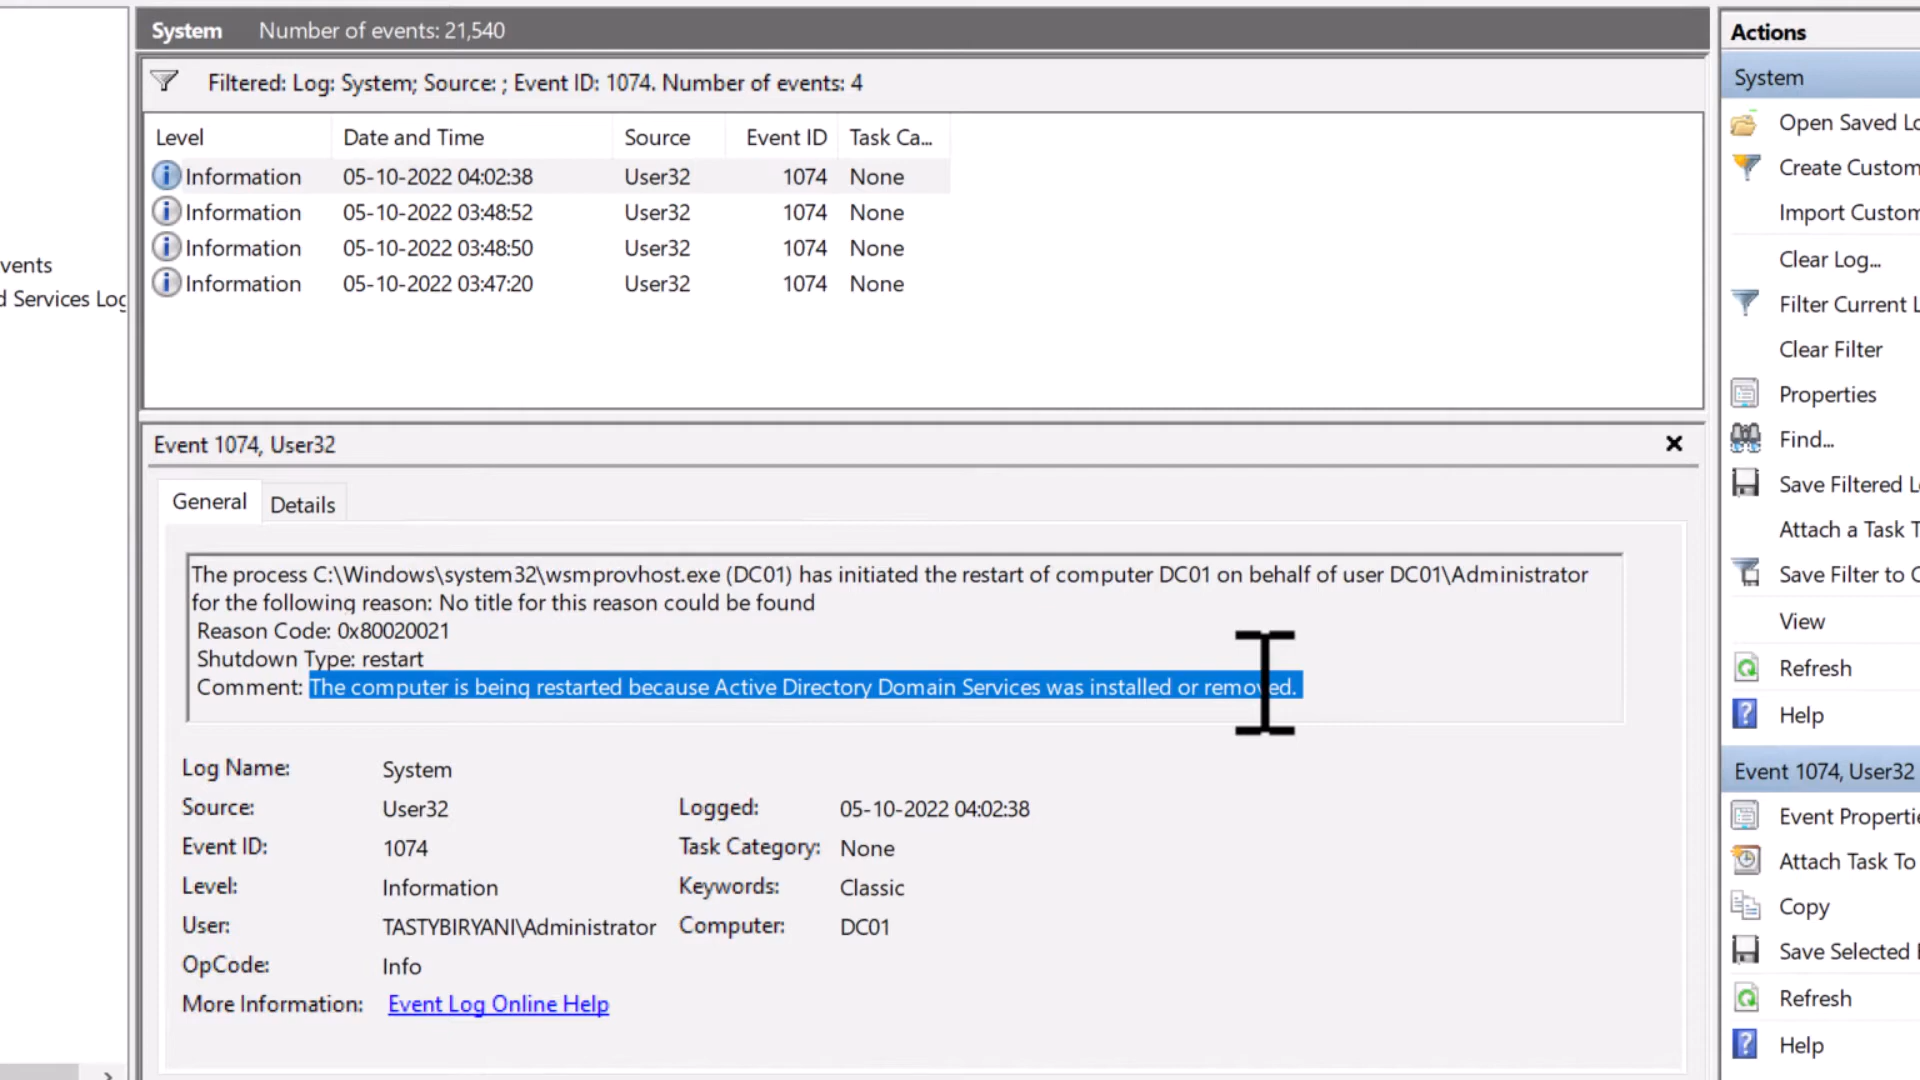 System Number of events: 21,540
Filtered: Log: System; Source: ; Event ID: 1074. Number of events: 4
Level Date and Time Source Event ID Task Ca...
Information 05-10-2022 04:02:38 User32 1074 None
Information 05-10-2022 03:48:52 User32 1074 None
Information 05-10-2022 03:48:50 User32 1074 None
Information 05-10-2022 03:47:20 User32 1074 None
vents
d Services Log
Event 1074, User32
General Details
The process C:\Windows\system32\wsmprovhost.exe (DC01) has initiated the restart of computer DC01 on behalf of user DC01\Administrator
for the following reason: No title for this reason could be found
Reason Code: 0x80020021
Shutdown Type: restart
Comment: The computer is being restarted because Active Directory Domain Services was installed or removed.
Log Name: System
Source: User32 Logged: 05-10-2022 04:02:38
Event ID: 1074 Task Category: None
Level: Information Keywords: Classic
User: TASTYBIRYANI\Administrator Computer: DC01
OpCode: Info
More Information: Event Log Online Help
Actions
System
Open Saved Lo
Create Custom
Import Custom
Clear Log...
Filter Current L
Clear Filter
Properties
Find...
Save Filtered L
Attach a Task T
Save Filter to C
View
Refresh
Help
Event 1074, User32
Event Properti
Attach Task To
Copy
Save Selected E
Refresh
Help